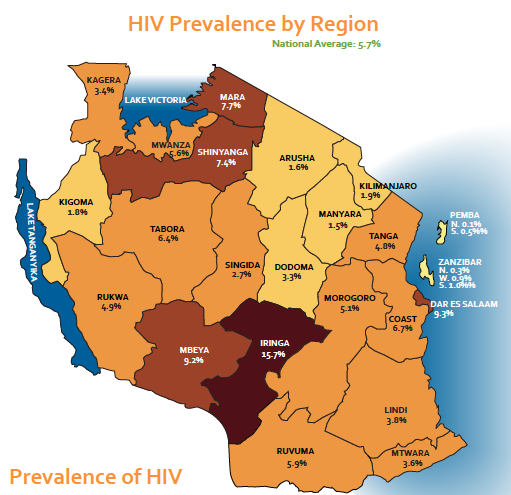 HIV Prevalence by Region
National Average: 5.7%
KAGERA
3.4%
LAKE VICTORIA
MARA
7.7%
MWANZA
5.6%
SHINYANGA
7.4%
ARUSHA
1.6%
KILIMANJARO
1.9%
KIGOMA
1.8%
MANYARA
1.5%
LAKE TANGANYIKA
TABORA
6.4%
SINGIDA
2.7%
DODOMA
3.3%
TANGA
4.8%
PEMBA
N. 0.1%
S. 0.5%%
ZANZIBAR
N. 0.3%
W. 0.9%
S. 1.0%%
DAR ES SALAAM
9.3%
RUKWA
4.9%
MOROGORO
5.1%
COAST
6.7%
MBEYA
9.2%
IRINGA
15.7%
LINDI
3.8%
RUVUMA
5.9%
MTWARA
3.6%
Prevalence of HIV